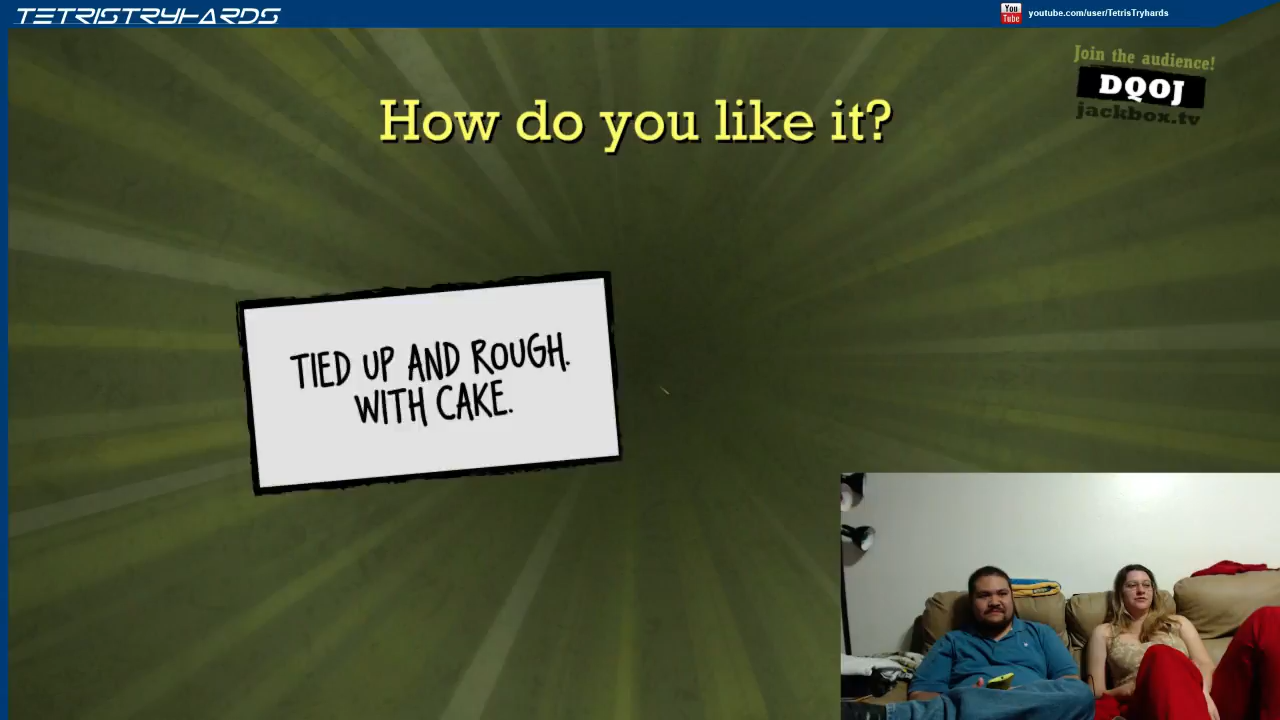 TETRISTRYHARDS
You Tube
youtube.com/user/TetrisTryhards
Join the audience!
DQOJ
jackbox.tv
How do you like it?
TIED UP AND ROUGH.
WITH CAKE.